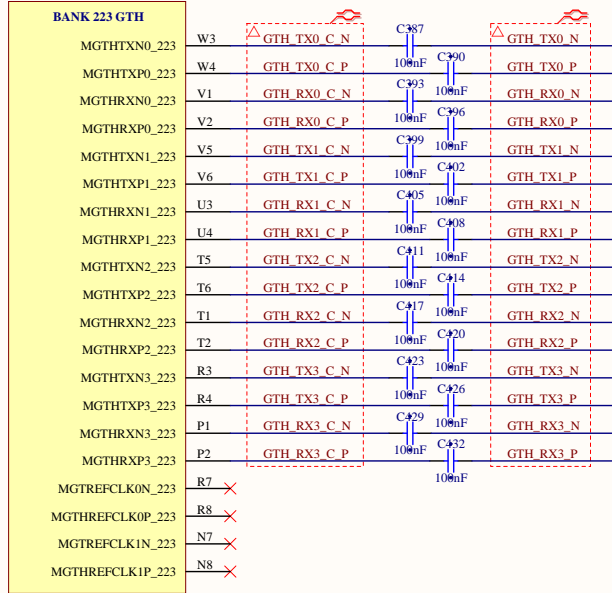 BANK 223 GTH
MGTHTXN0_223 W3 GTH_TX0_C_N C387 100nF GTH_TX0_N
MGTHTXP0_223 W4 GTH_TX0_C_P C390 100nF GTH_TX0_P
MGTHRXN0_223 V1 GTH_RX0_C_N C393 100nF GTH_RX0_N
MGTHRXP0_223 V2 GTH_RX0_C_P C396 100nF GTH_RX0_P
MGTHTXN1_223 V5 GTH_TX1_C_N C399 100nF GTH_TX1_N
MGTHTXP1_223 V6 GTH_TX1_C_P C402 100nF GTH_TX1_P
MGTHRXN1_223 U3 GTH_RX1_C_N C405 100nF GTH_RX1_N
MGTHRXP1_223 U4 GTH_RX1_C_P C408 100nF GTH_RX1_P
MGTHTXN2_223 T5 GTH_TX2_C_N C411 100nF GTH_TX2_N
MGTHTXP2_223 T6 GTH_TX2_C_P C414 100nF GTH_TX2_P
MGTHRXN2_223 T1 GTH_RX2_C_N C417 100nF GTH_RX2_N
MGTHRXP2_223 T2 GTH_RX2_C_P C420 100nF GTH_RX2_P
MGTHTXN3_223 R3 GTH_TX3_C_N C423 100nF GTH_TX3_N
MGTHTXP3_223 R4 GTH_TX3_C_P C426 100nF GTH_TX3_P
MGTHRXN3_223 P1 GTH_RX3_C_N C429 100nF GTH_RX3_N
MGTHRXP3_223 P2 GTH_RX3_C_P C432 100nF GTH_RX3_P
MGTREFCLK0N_223 R7
MGTHREFCLK0P_223 R8
MGTXREFCLK1N_223 N7
MGTHREFCLK1P_223 N8